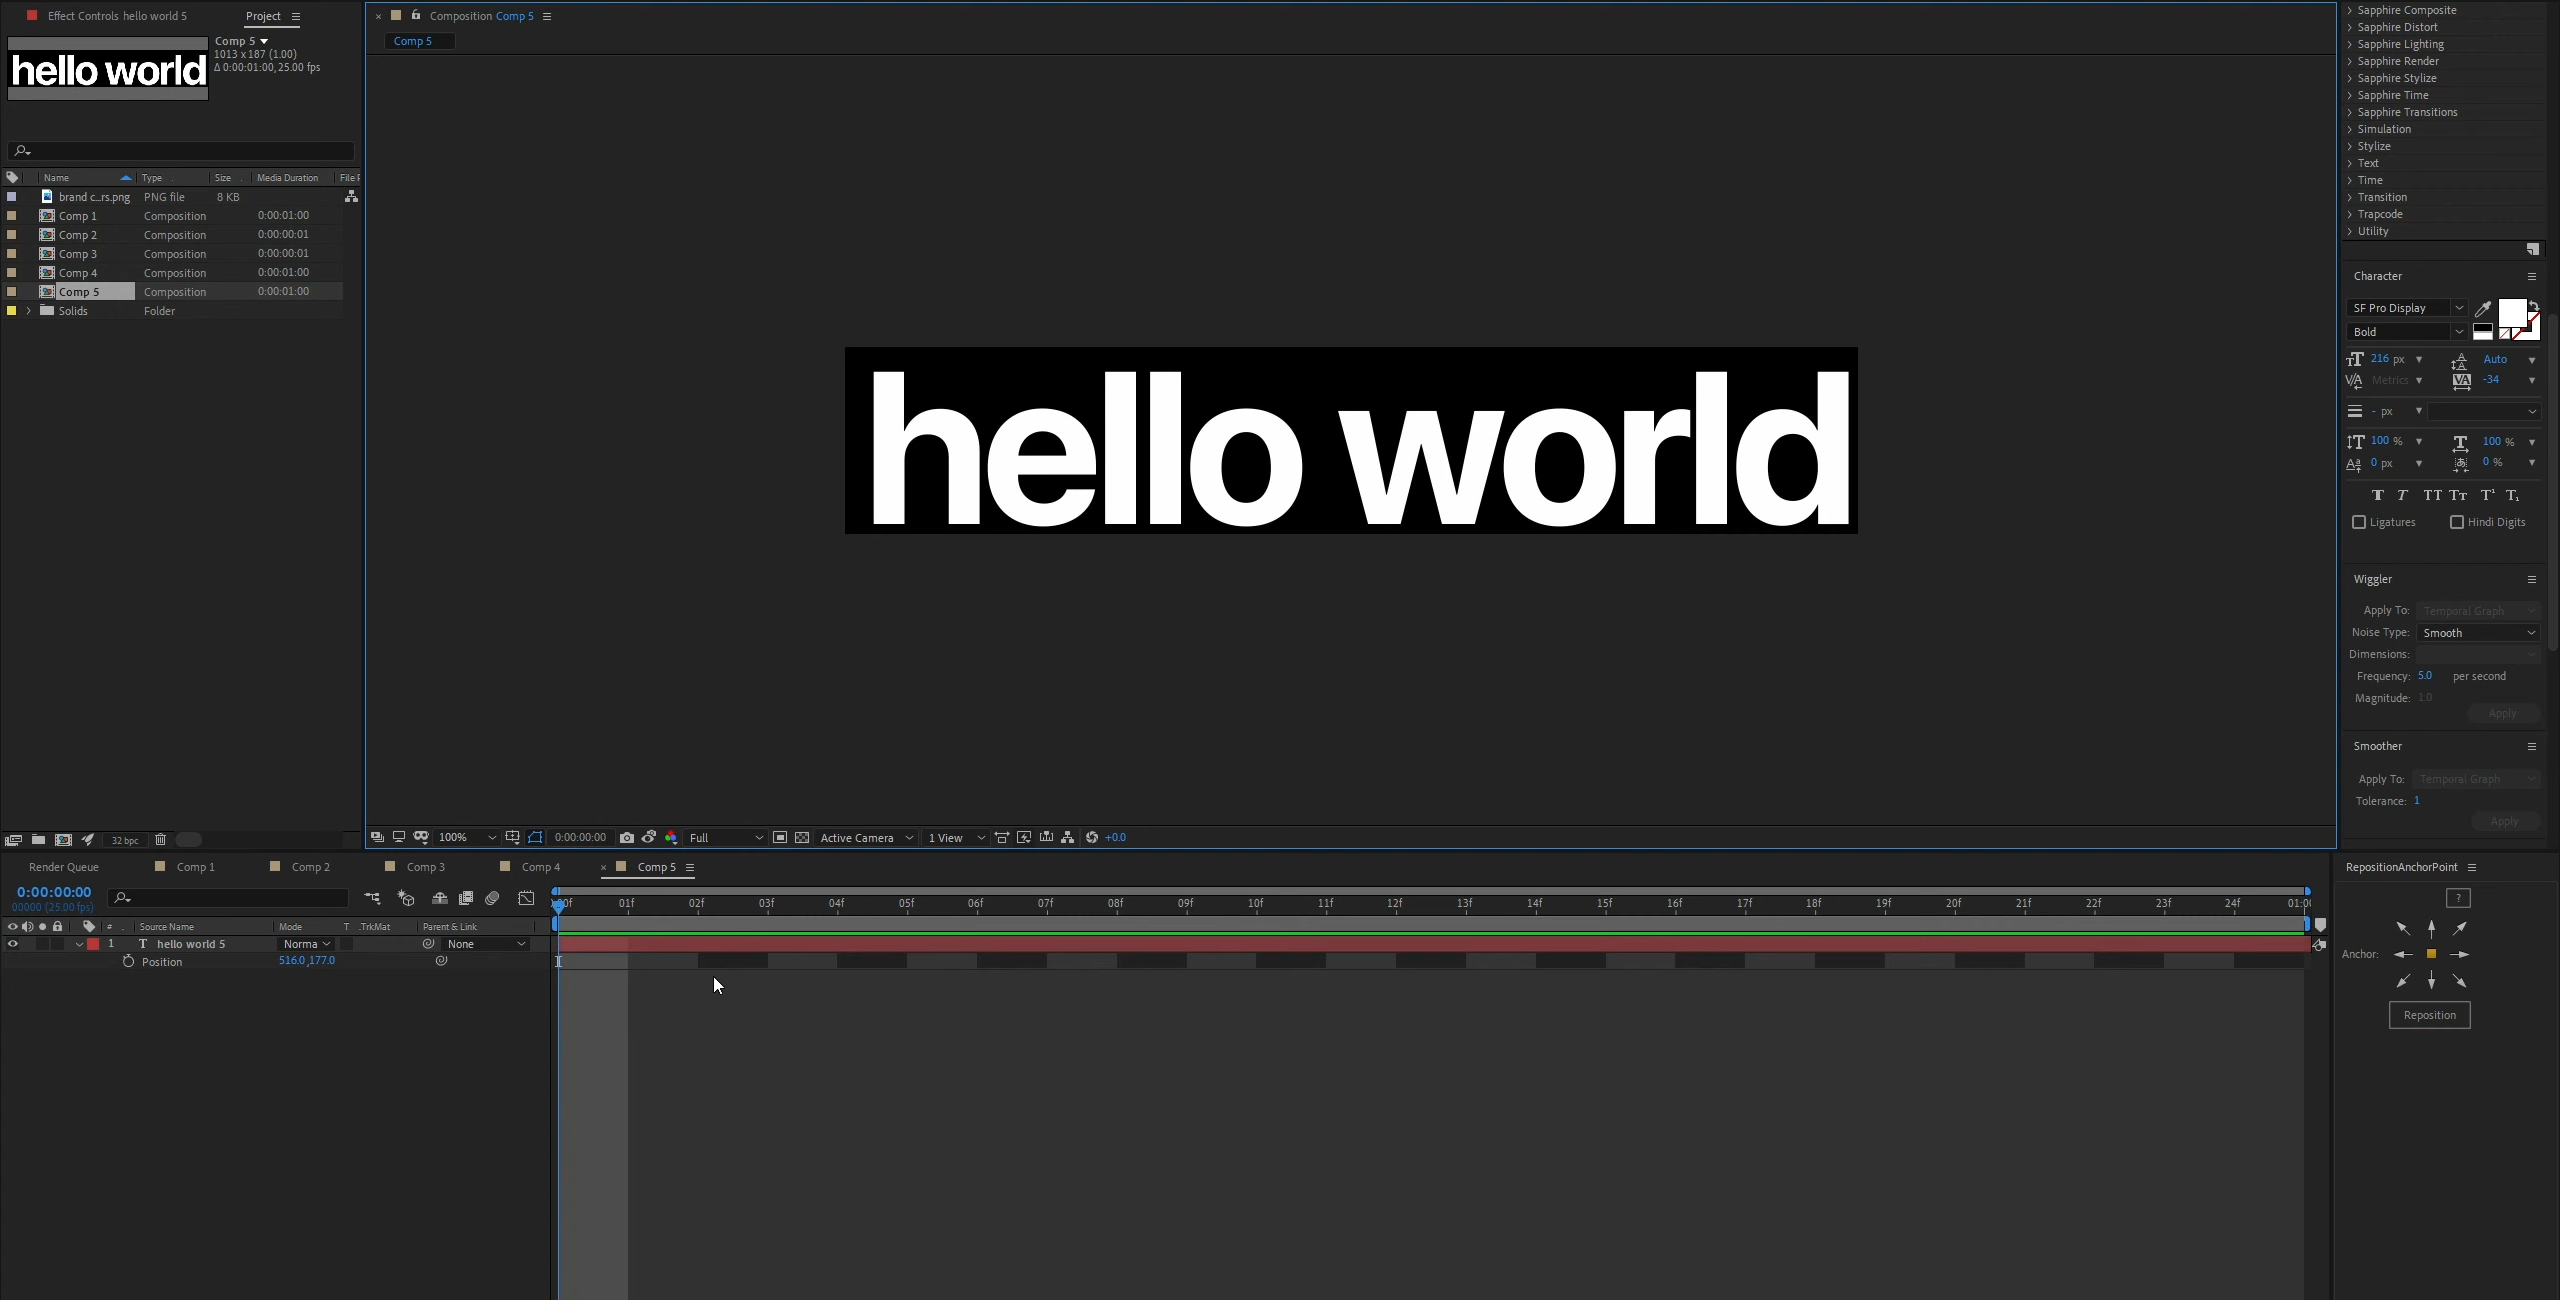 Effect Controls hello world 5
Project
Comp 5
1013 x 187 (1.00)
Δ 0:00:01:00, 25.00 fps
hello world
Name Type Size Media Duration File P
brand c...rs.png PNG file 8 KB
Comp 1 Composition 0:00:01:00
Comp 2 Composition 0:00:00:01
Comp 3 Composition 0:00:00:01
Comp 4 Composition 0:00:01:00
Comp 5 Composition 0:00:01:00
Solids Folder
32 bpc
Composition Comp 5
Comp 5
hello world
100% 0:00:00:00 Full Active Camera 1 View +0.0
Sapphire Composite
Sapphire Distort
Sapphire Lighting
Sapphire Render
Sapphire Stylize
Sapphire Time
Sapphire Transitions
Simulation
Stylize
Text
Time
Transition
Trapcode
Utility
Character
SF Pro Display
Bold
216 px Auto
Metrics -34
- px
100 % 100 %
0 px 0 %
Ligatures Hindi Digits
Wiggler
Apply To: Temporal Graph
Noise Type: Smooth
Dimensions:
Frequency: 5.0 per second
Magnitude: 1.0
Apply
Smoother
Apply To: Temporal Graph
Tolerance: 1
Apply
Render Queue Comp 1 Comp 2 Comp 3 Comp 4 Comp 5
0:00:00:00
00000 (25.00 fps)
00f 01f 02f 03f 04f 05f 06f 07f 08f 09f 10f 11f 12f 13f 14f 15f 16f 17f 18f 19f 20f 21f 22f 23f 24f 01:00
# Source Name Mode T .TrkMat Parent & Link
1 T hello world 5 Norma None
Position 516.0,177.0
RepositionAnchorPoint
?
Anchor:
Reposition